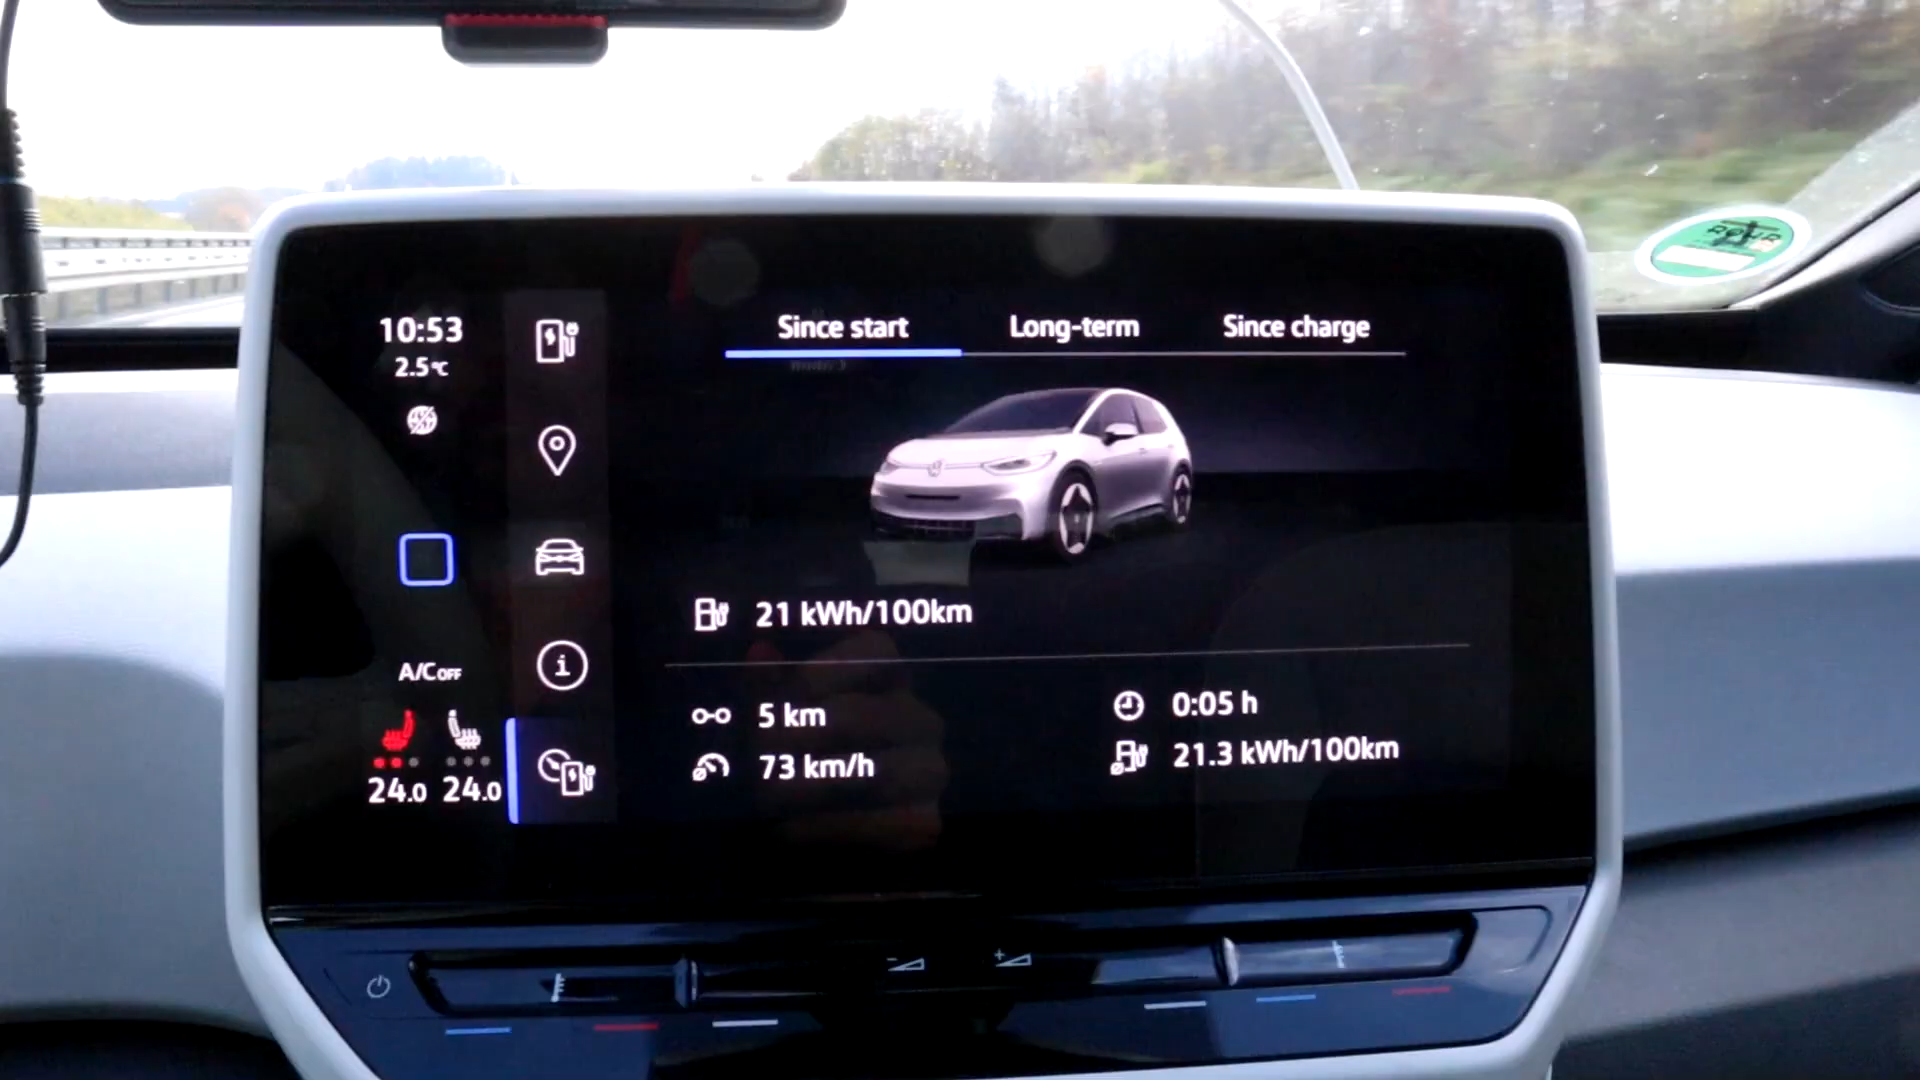 10:53
2.5°C
Since start
Long-term
Since charge
21 kWh/100km
A/C OFF
5 km
0:05 h
73 km/h
21.3 kWh/100km
24.0
24.0